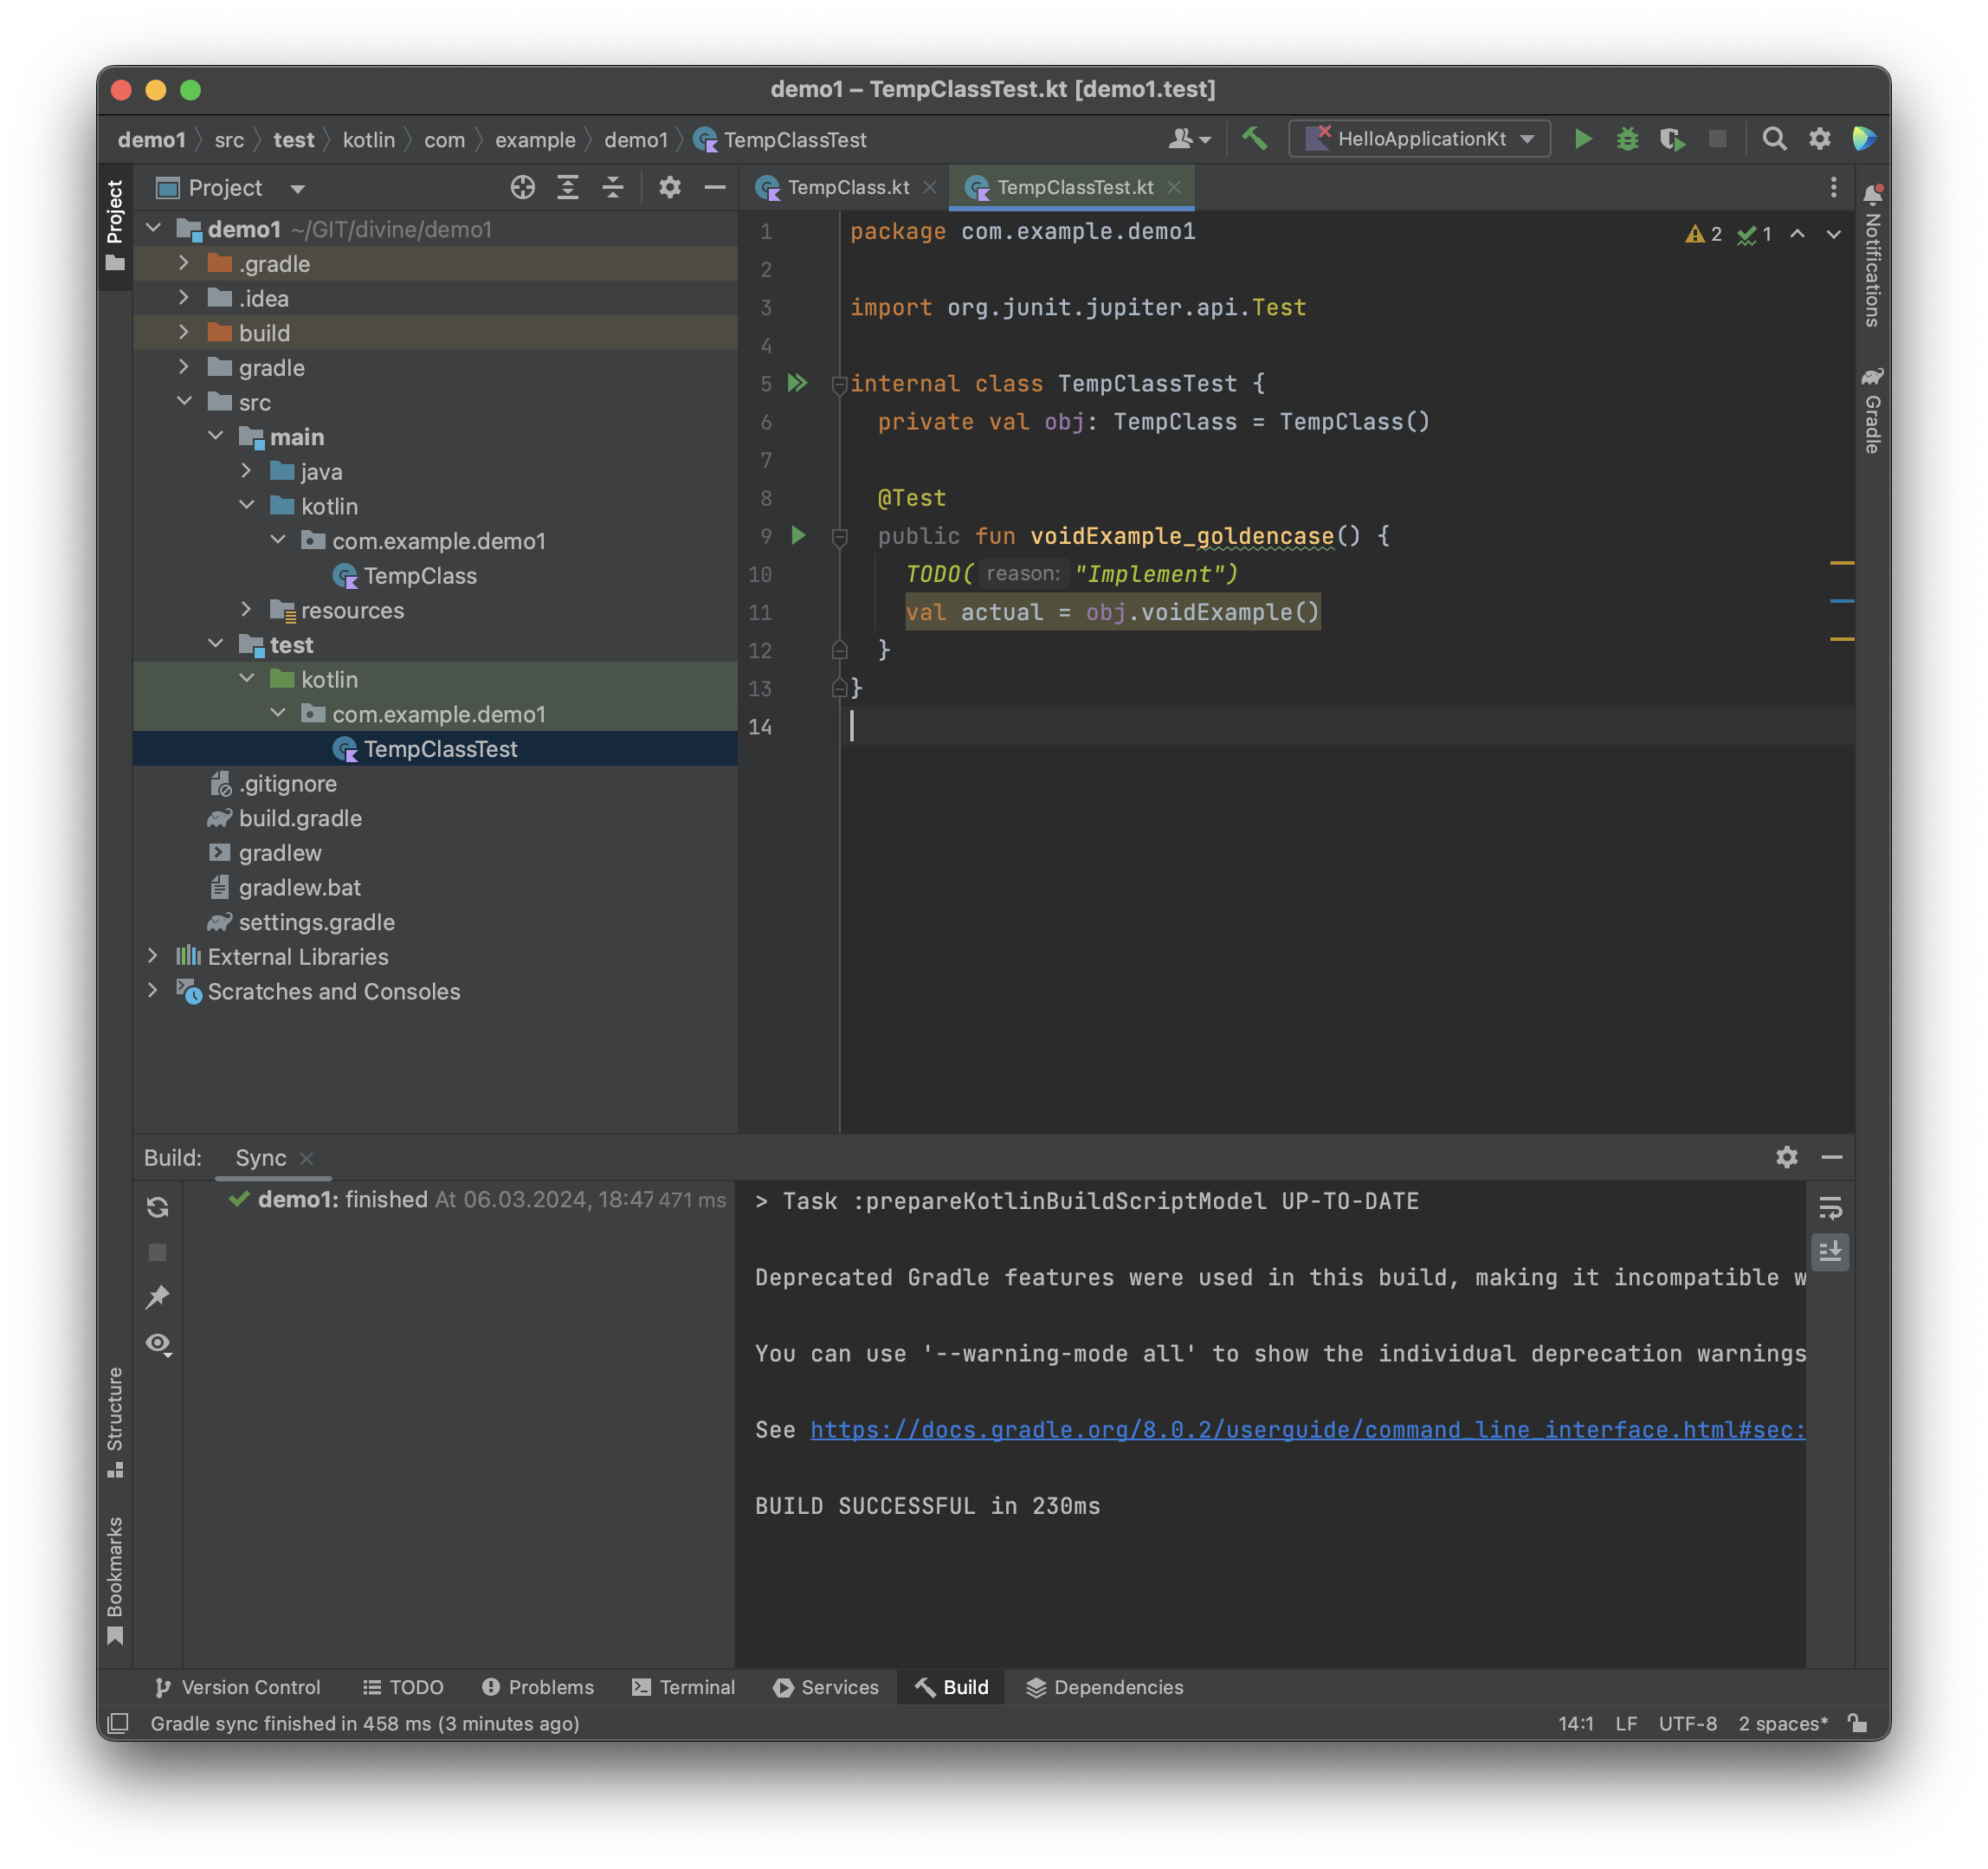 demo1 – TempClassTest.kt [demo1.test]
demo1 src test kotlin com example demo1 TempClassTest
HelloApplicationKt
Project
Project
TempClass.kt
TempClassTest.kt
demo1 ~/GIT/divine/demo1
.gradle
.idea
build
gradle
src
main
java
kotlin
com.example.demo1
TempClass
resources
test
kotlin
com.example.demo1
TempClassTest
.gitignore
build.gradle
gradlew
gradlew.bat
settings.gradle
External Libraries
Scratches and Consoles
2 1
1 package com.example.demo1
2
3 import org.junit.jupiter.api.Test
4
5 internal class TempClassTest {
6 private val obj: TempClass = TempClass()
7
8 @Test
9 public fun voidExample_goldencase() {
10 TODO( reason: "Implement")
11 val actual = obj.voidExample()
12 }
13 }
14
Notifications
Gradle
Build: Sync
demo1: finished At 06.03.2024, 18:47 471 ms
> Task :prepareKotlinBuildScriptModel UP-TO-DATE
Deprecated Gradle features were used in this build, making it incompatible w
You can use '--warning-mode all' to show the individual deprecation warnings
See https://docs.gradle.org/8.0.2/userguide/command_line_interface.html#sec:
BUILD SUCCESSFUL in 230ms
Structure
Bookmarks
Version Control TODO Problems Terminal Services Build Dependencies
Gradle sync finished in 458 ms (3 minutes ago)
14:1 LF UTF-8 2 spaces*